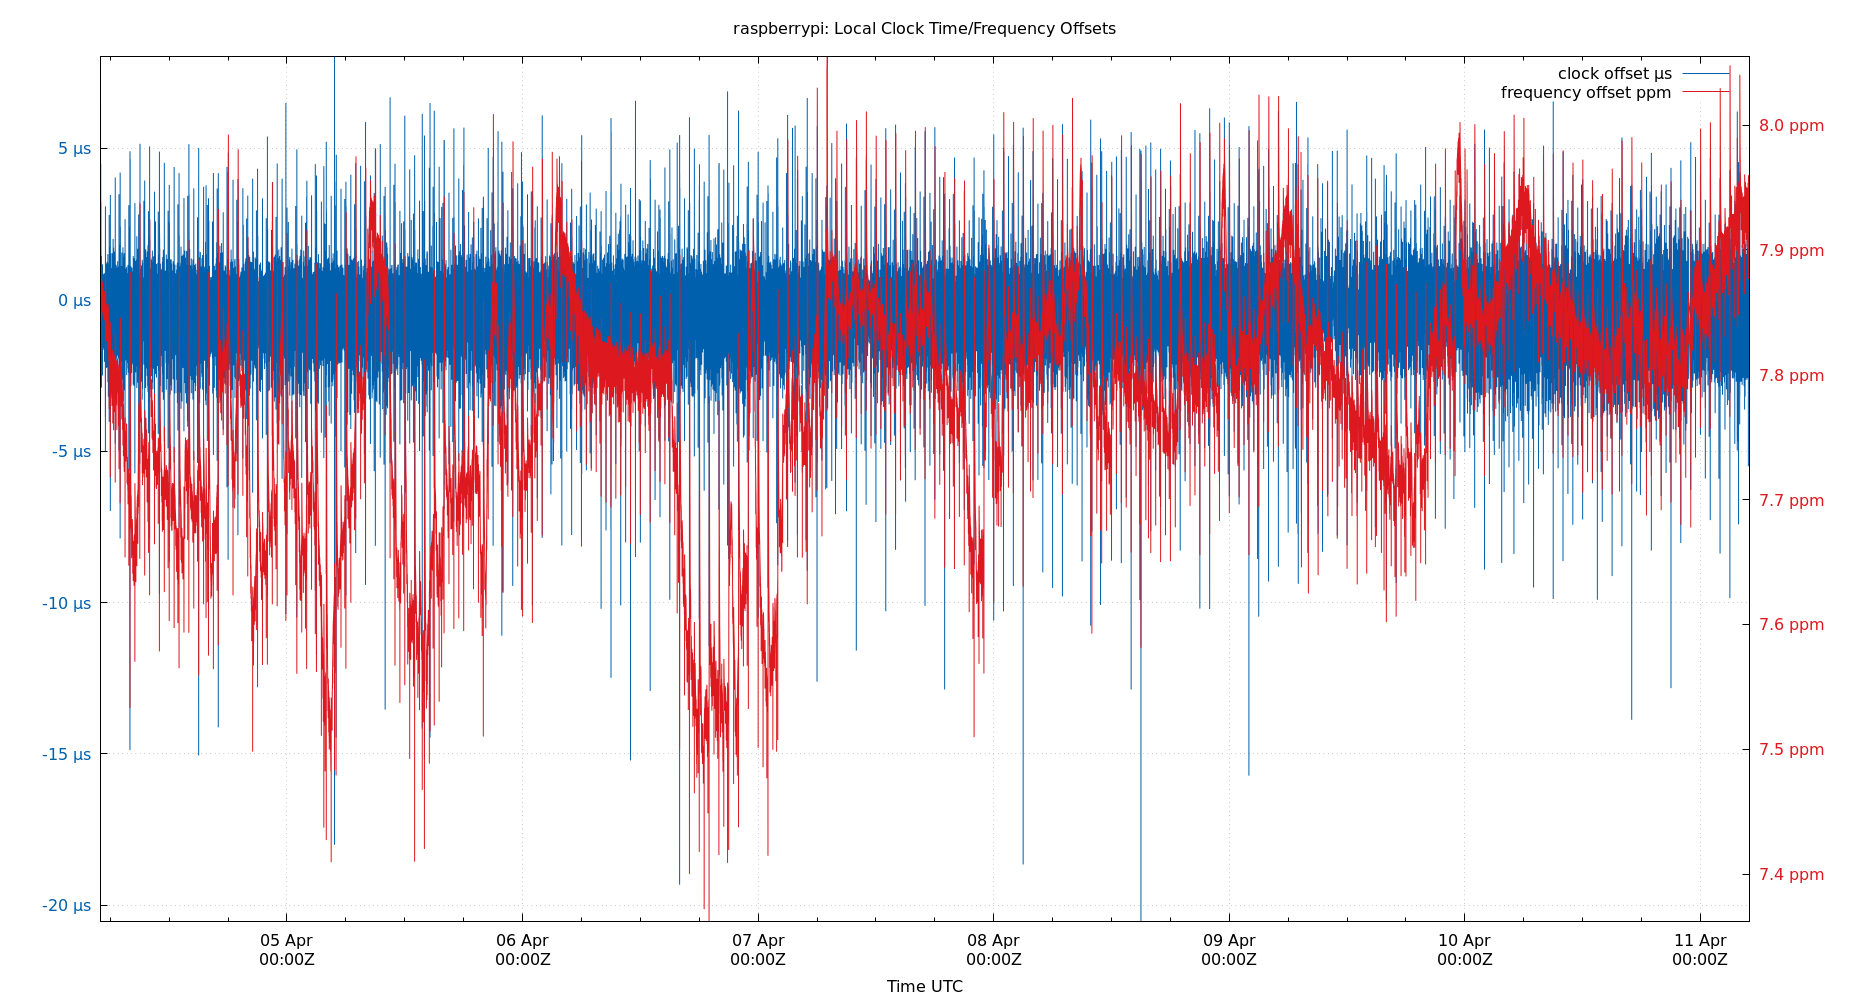 raspberrypi: Local Clock Time/Frequency Offsets
clock offset µs
frequency offset ppm
5 µs
0 µs
-5 µs
-10 µs
-15 µs
-20 µs
8.0 ppm
7.9 ppm
7.8 ppm
7.7 ppm
7.6 ppm
7.5 ppm
7.4 ppm
05 Apr
00:00Z
06 Apr
00:00Z
07 Apr
00:00Z
08 Apr
00:00Z
09 Apr
00:00Z
10 Apr
00:00Z
11 Apr
00:00Z
Time UTC